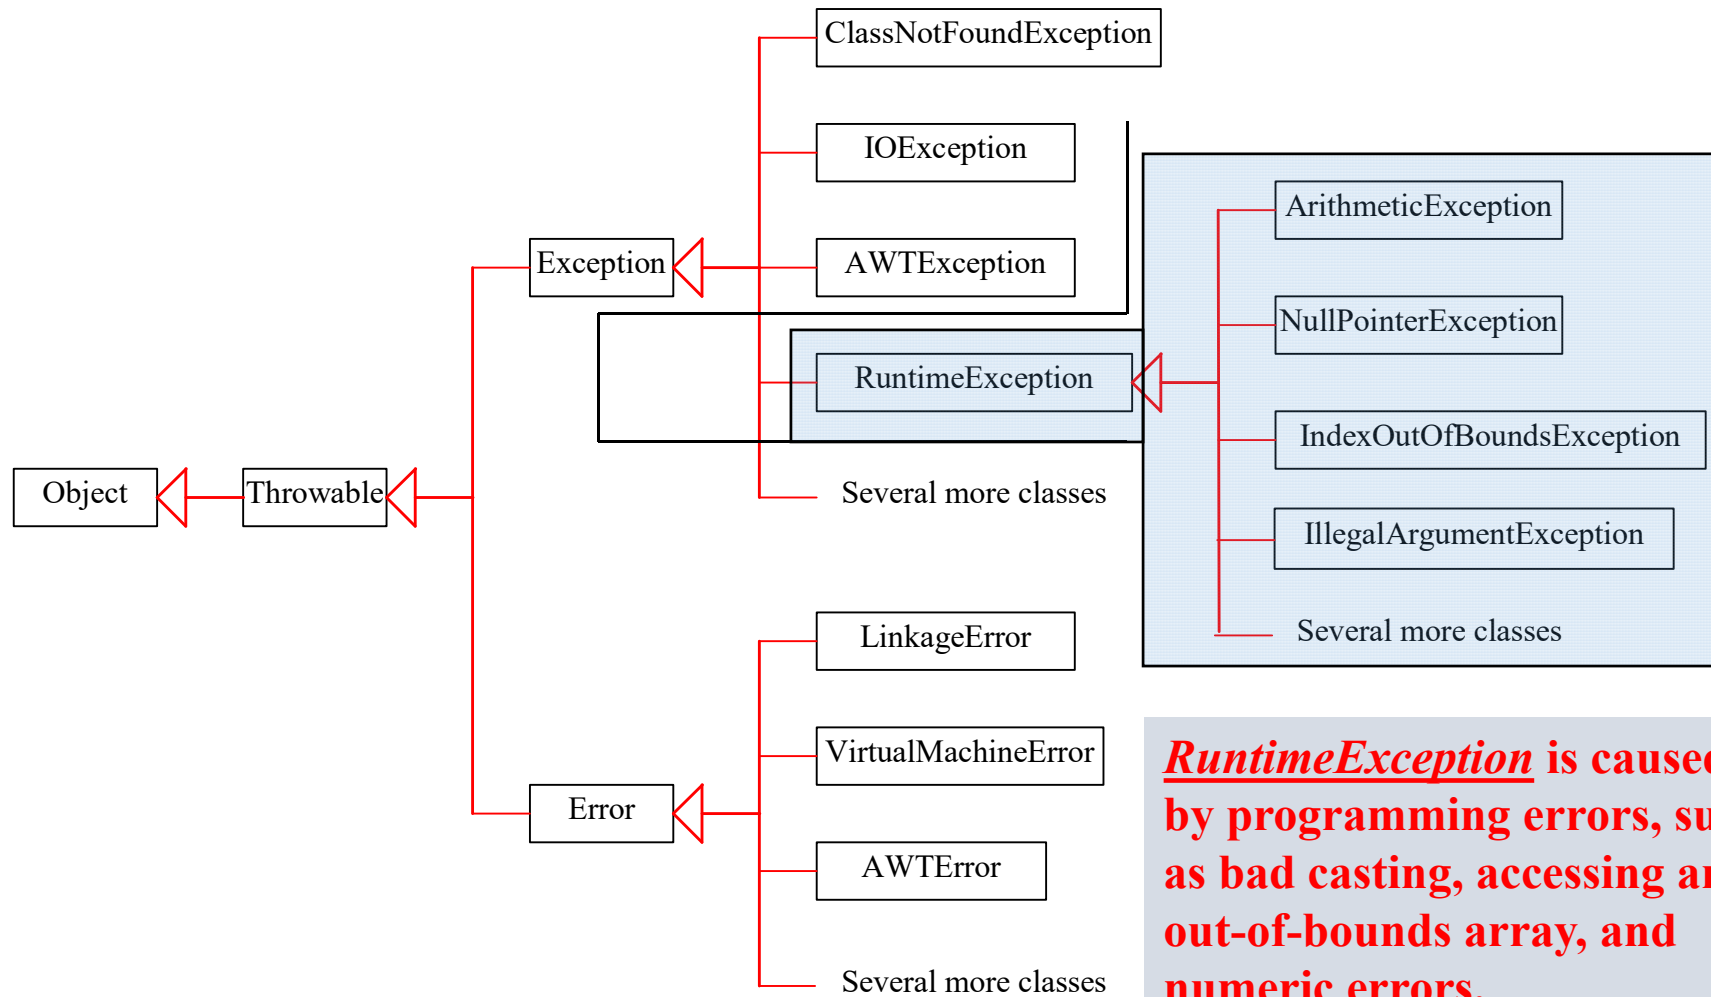 ClassNotFoundException
IOException
ArithmeticException
Exception
AWTException
NullPointerException
RuntimeException
IndexOutOfBoundsException
Object
Throwable
Several more classes
IllegalArgumentException
Several more classes
LinkageError
VirtualMachineError
Error
AWTError
Several more classes
RuntimeException is
by programming errors,
as bad casting, accessing
out-of-bounds array, and
numeric errors.